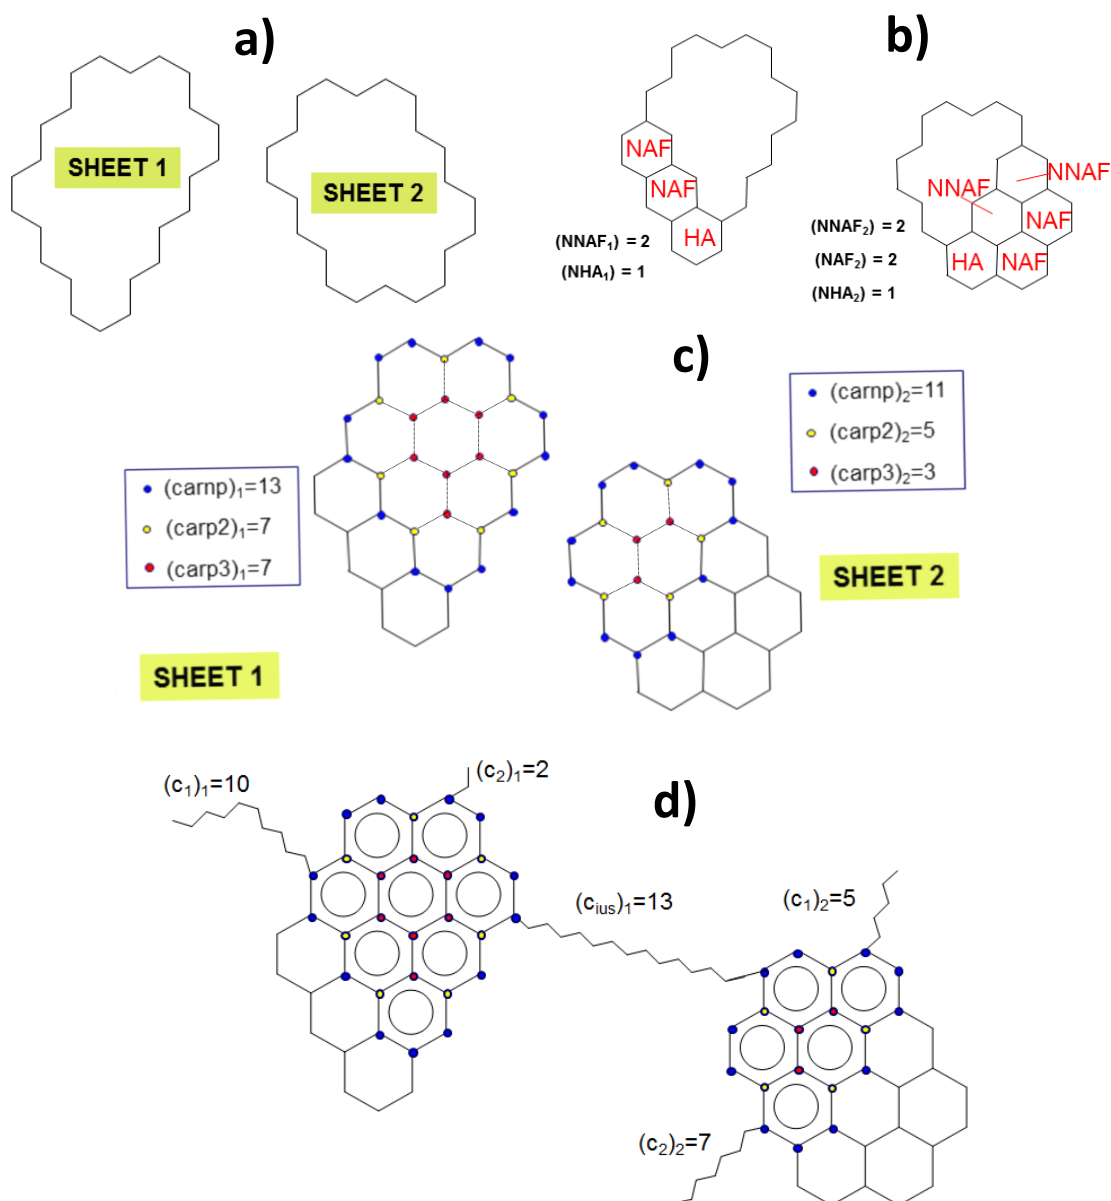 a)
b)
SHEET 1
SHEET 2
NAF
NAF
HA
(NNAF₁) = 2
(NHA₁) = 1
NNAF
NNAF
NAF
HA
NAF
(NNAF₂) = 2
(NAF₂) = 2
(NHA₂) = 1
c)
(carnp)₁=13
(carp2)₁=7
(carp3)₁=7
SHEET 1
(carnp)₂=11
(carp2)₂=5
(carp3)₂=3
SHEET 2
d)
(c₁)₁=10
(c₂)₁=2
(cᵢᵤₛ)₁=13
(c₁)₂=5
(c₂)₂=7